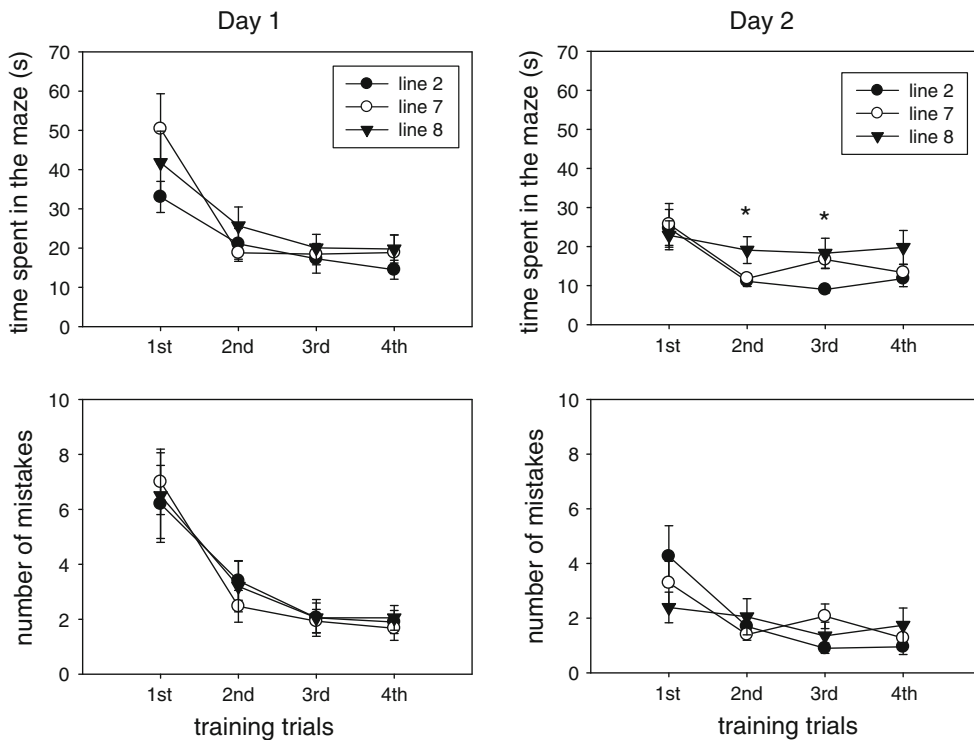 Day 1
Day 2
time spent in the maze (s)
70
60
50
40
30
20
10
0
line 2
line 7
line 8
1st
2nd
3rd
4th
time spent in the maze (s)
70
60
50
40
30
20
10
0
line 2
line 7
line 8
*
*
1st
2nd
3rd
4th
number of mistakes
10
8
6
4
2
0
1st
2nd
3rd
4th
training trials
number of mistakes
10
8
6
4
2
0
1st
2nd
3rd
4th
training trials